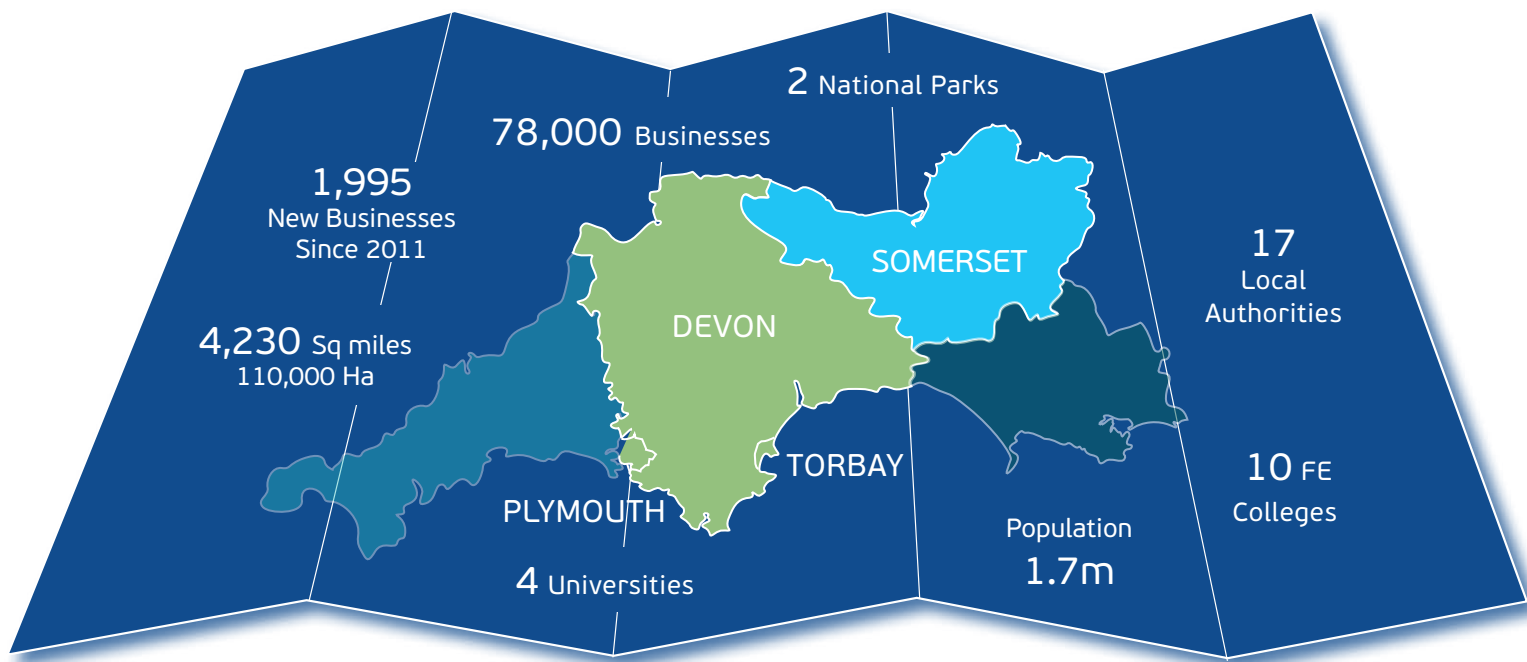 2 National Parks
78,000 Businesses
1,995
New Businesses
Since 2011
SOMERSET
17
Local
Authorities
DEVON
4,230 Sq miles
110,000 Ha
TORBAY
10 FE
Colleges
PLYMOUTH
Population
1.7m
4 Universities